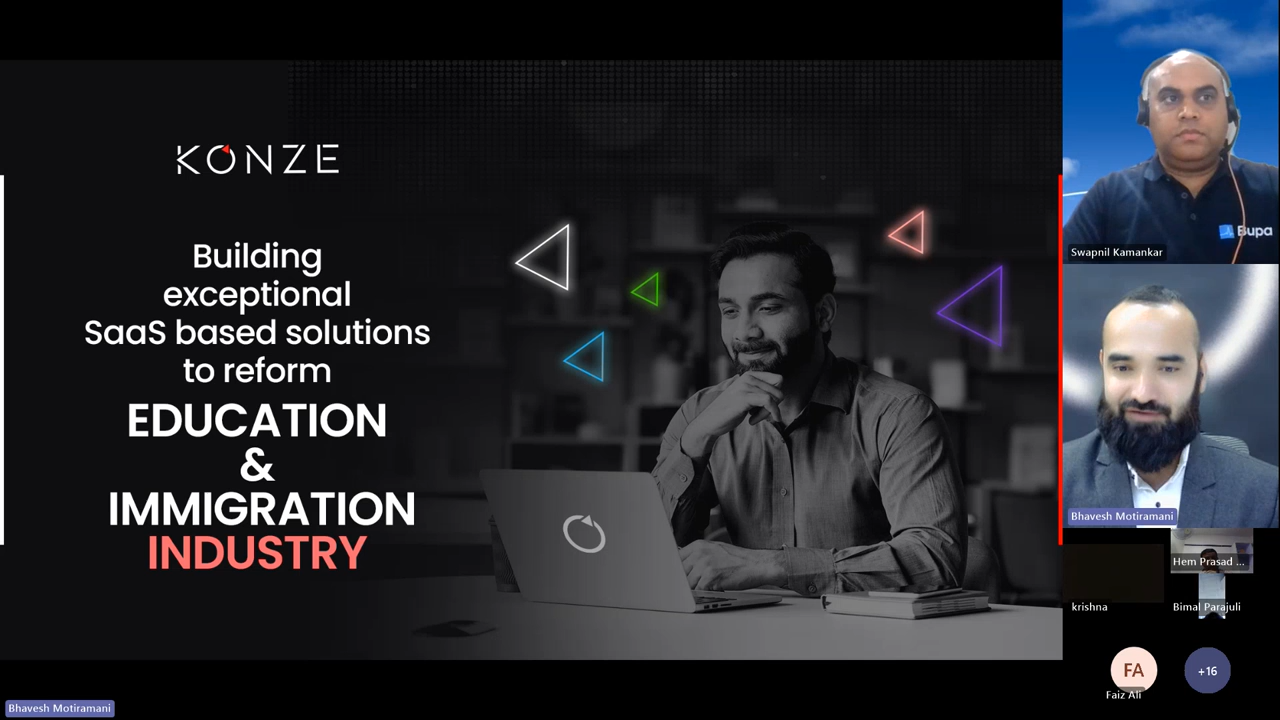 KONZE
Building
exceptional
SaaS based solutions
to reform
EDUCATION
&
IMMIGRATION
INDUSTRY
Bupa
Swapnil Kamankar
Bhavesh Motiramani
Hem Prasad ...
krishna
Bimal Parajuli
FA
+16
Faiz Ali
Bhavesh Motiramani